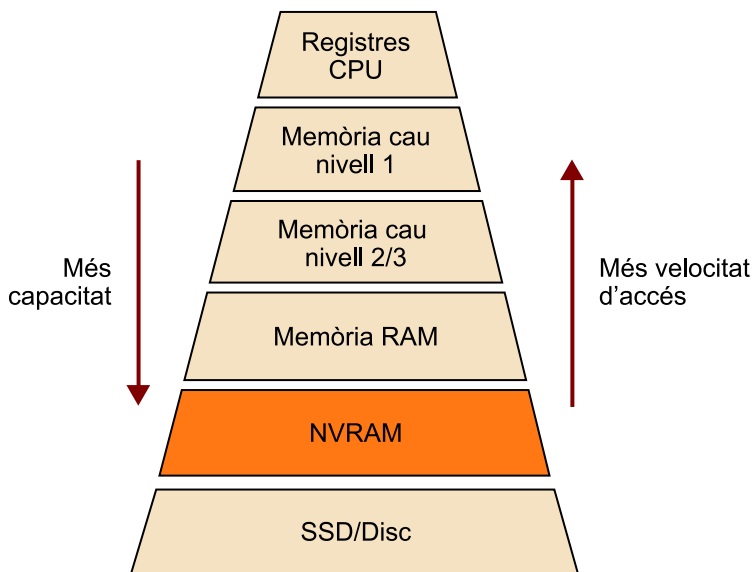 Registres
CPU
Memòria cau
nivell 1
Memòria cau
nivell 2/3
Més
capacitat
Més velocitat
d’accés
Memòria RAM
NVRAM
SSD/Disc